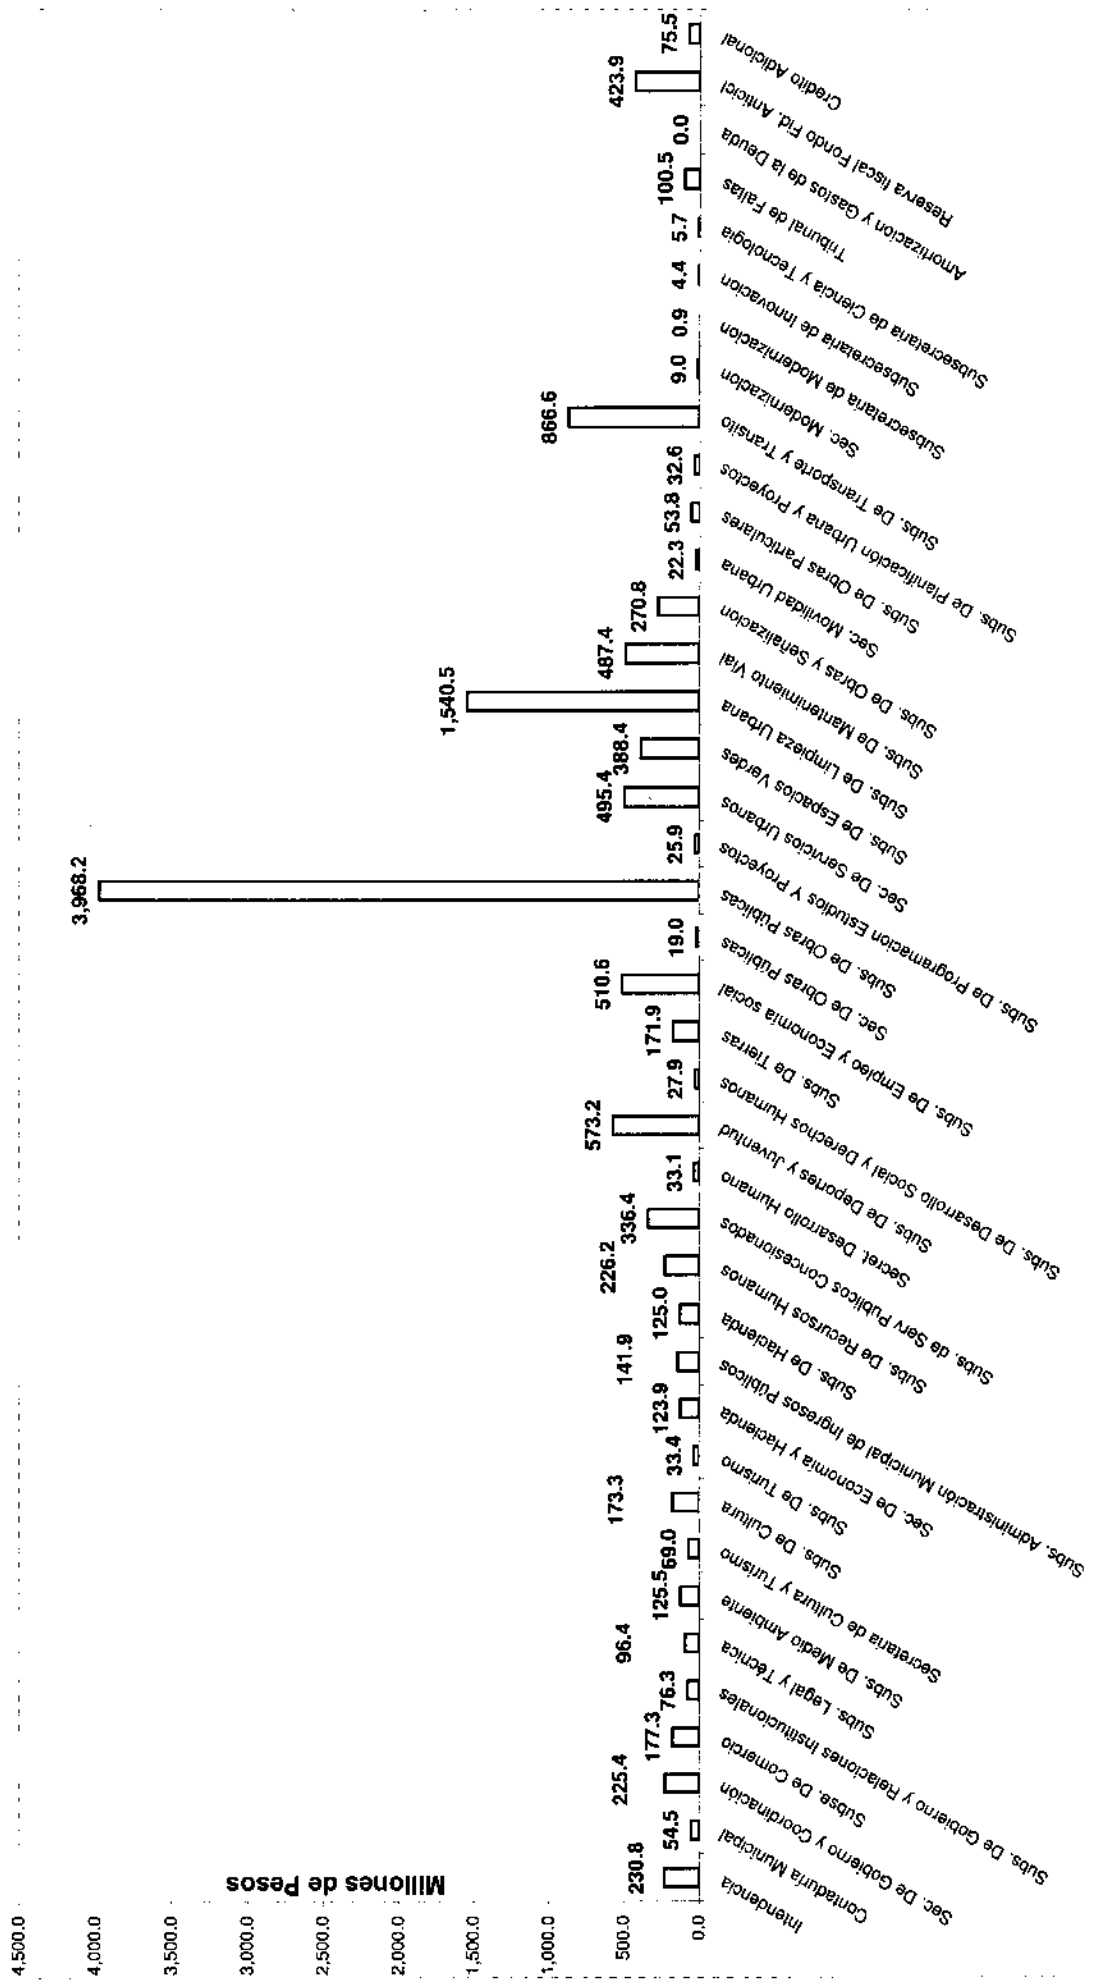 Millones de Pesos
4,500.0
4,000.0
3,500.0
3,000.0
2,500.0
2,000.0
1,500.0
1,000.0
500.0
0.0
230.8
54.5
225.4
177.3
76.3
96.4
125.5
69.0
173.3
33.4
123.9
141.9
125.0
226.2
336.4
33.1
573.2
27.9
171.9
510.6
19.0
3,968.2
25.9
495.4
388.4
1,540.5
487.4
270.8
22.3
53.8
32.6
866.6
9.0
0.9
4.4
5.7
100.5
0.0
423.9
75.5
Intendencia
Contaduría Municipal
Sec. De Gobierno y Coordinación
Subse. De Comercio
Subs. De Gobierno y Relaciones Institucionales
Subs. Legal y Técnica
Subs. De Medio Ambiente
Secretaria de Cultura y Turismo
Subs. De Cultura
Subs. De Turismo
Sec. De Economía y Hacienda
Subs. Administración Municipal de Ingresos Públicos
Subs. De Hacienda
Subs. De Recursos Humanos
Subs. de Serv Publicos Concesionados
Secret. Desarrollo Humano
Subs. De Deportes y Juventud
Subs. De Desarrollo Social y Derechos Humanos
Subs. De Tierras
Subs. De Empleo y Economía social
Sec. De Obras Públicas
Subs. De Obras Públicas
Subs. De Programacion Estudios Y Proyectos
Sec. De Servicios Urbanos
Subs. De Espacios Verdes
Subs. De Limpieza Urbana
Subs. De Mantenimiento Vial
Subs. De Obras y Señalizacion
Sec. Movilidad Urbana
Subs. De Obras Particulares
Subs. De Planificación Urbana y Proyectos
Subs. De Transporte y Transito
Sec. Modernizacion
Subsecretaria de Modernizacion
Subsecretaria de Innovacion
Subsecretaria de Ciencia y Tecnologia
Tribunal de Faltas
Amortizacion y Gastos de la Deuda
Reserva fiscal Fondo Fid. Anticicl
Credito Adicional